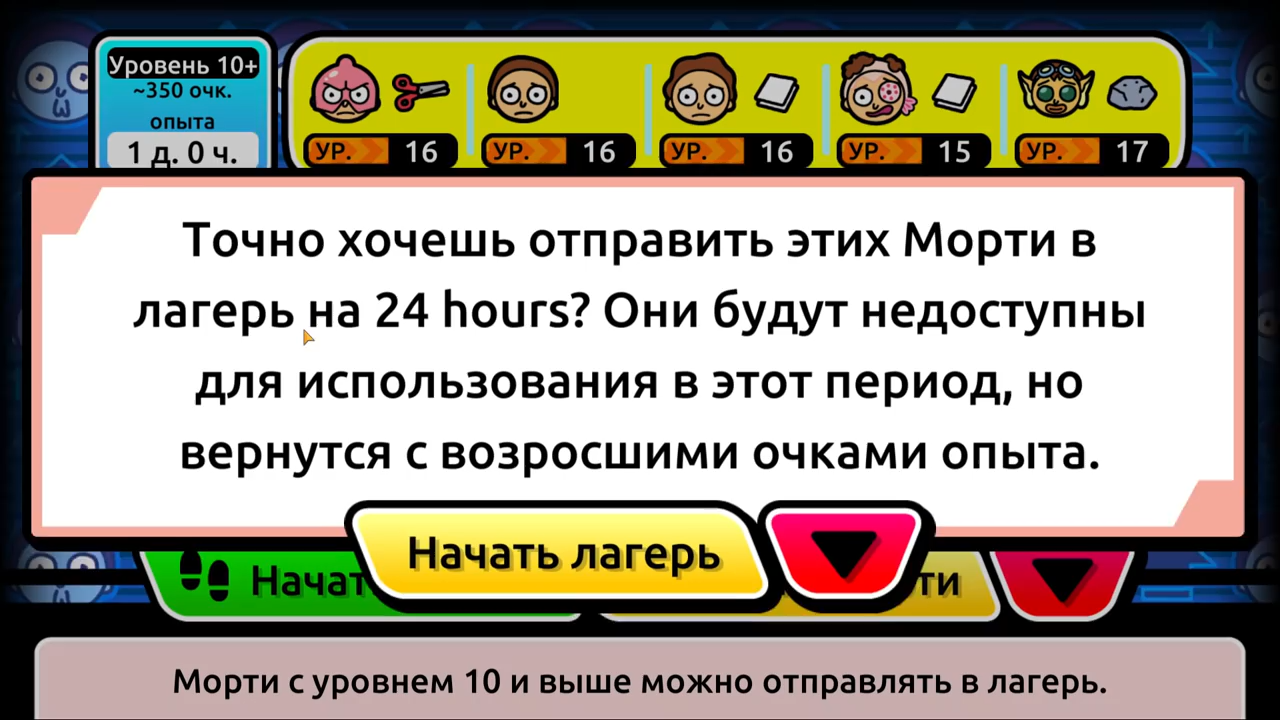 Уровень 10+
~350 очк.
опыта
1 д. 0 ч.
УР. 16
УР. 16
УР. 16
УР. 15
УР. 17
Точно хочешь отправить этих Морти в
лагерь на 24 hours? Они будут недоступны
для использования в этот период, но
вернутся с возросшими очками опыта.
Начать лагерь
Морти с уровнем 10 и выше можно отправлять в лагерь.